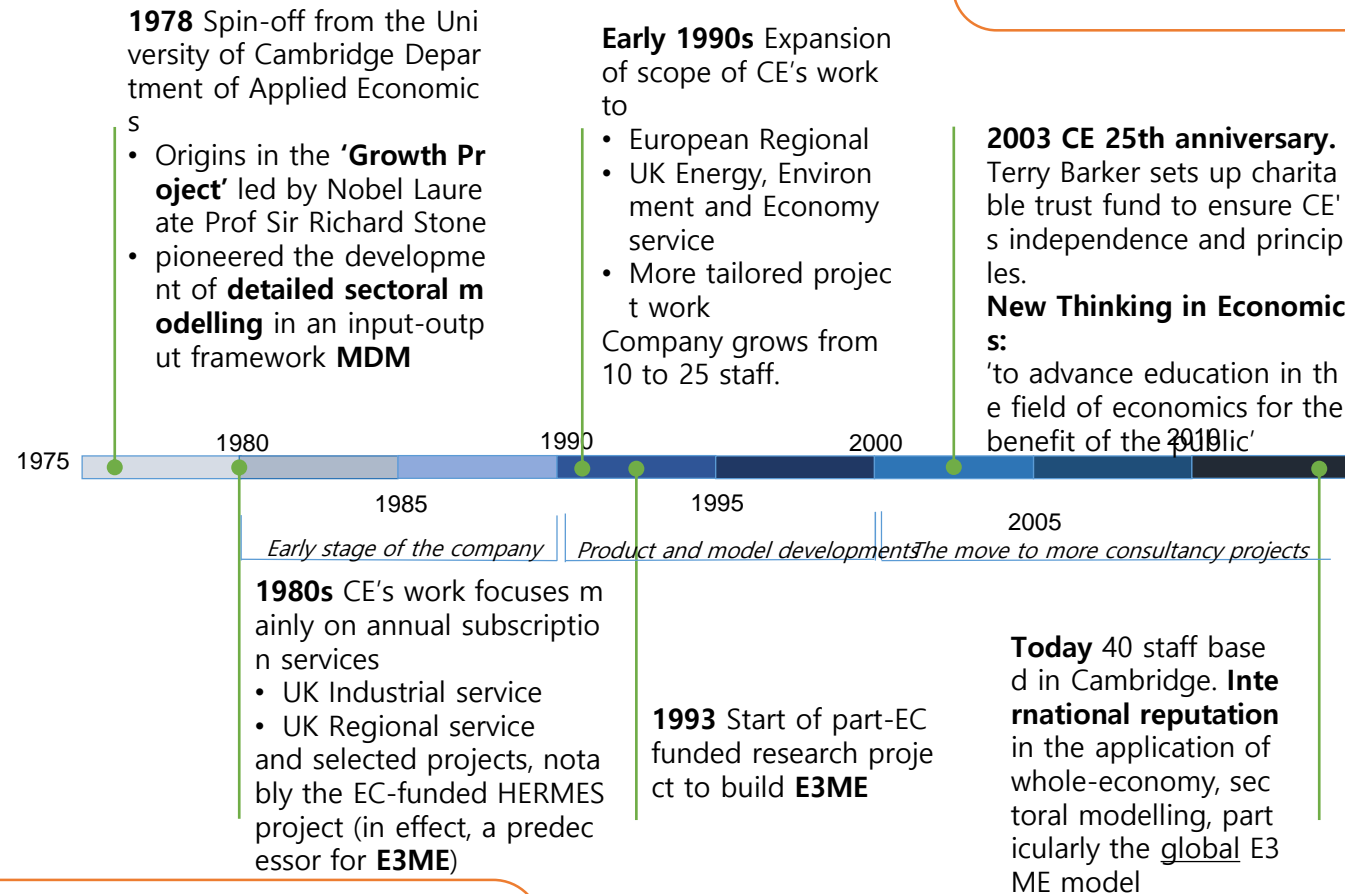 1978 Spin-off from the Uni
versity of Cambridge Depar
tment of Applied Economic
s
• Origins in the ‘Growth Pr
oject’ led by Nobel Laure
ate Prof Sir Richard Stone
• pioneered the developme
nt of detailed sectoral m
odelling in an input-outp
ut framework MDM
Early 1990s Expansion
of scope of CE’s work
to
• European Regional
• UK Energy, Environ
ment and Economy
service
• More tailored projec
t work
Company grows from
10 to 25 staff.
2003 CE 25th anniversary.
Terry Barker sets up charita
ble trust fund to ensure CE'
s independence and princip
les.
New Thinking in Economic
s:
‘to advance education in th
e field of economics for the
benefit of the public’
1975
1980
1985
1990
1995
2000
2005
2010
Early stage of the company
Product and model developments
The move to more consultancy projects
1980s CE’s work focuses m
ainly on annual subscriptio
n services
• UK Industrial service
• UK Regional service
and selected projects, nota
bly the EC-funded HERMES
project (in effect, a predec
essor for E3ME)
1993 Start of part-EC
funded research proje
ct to build E3ME
Today 40 staff base
d in Cambridge. Inte
rnational reputation
in the application of
whole-economy, sec
toral modelling, part
icularly the global E3
ME model